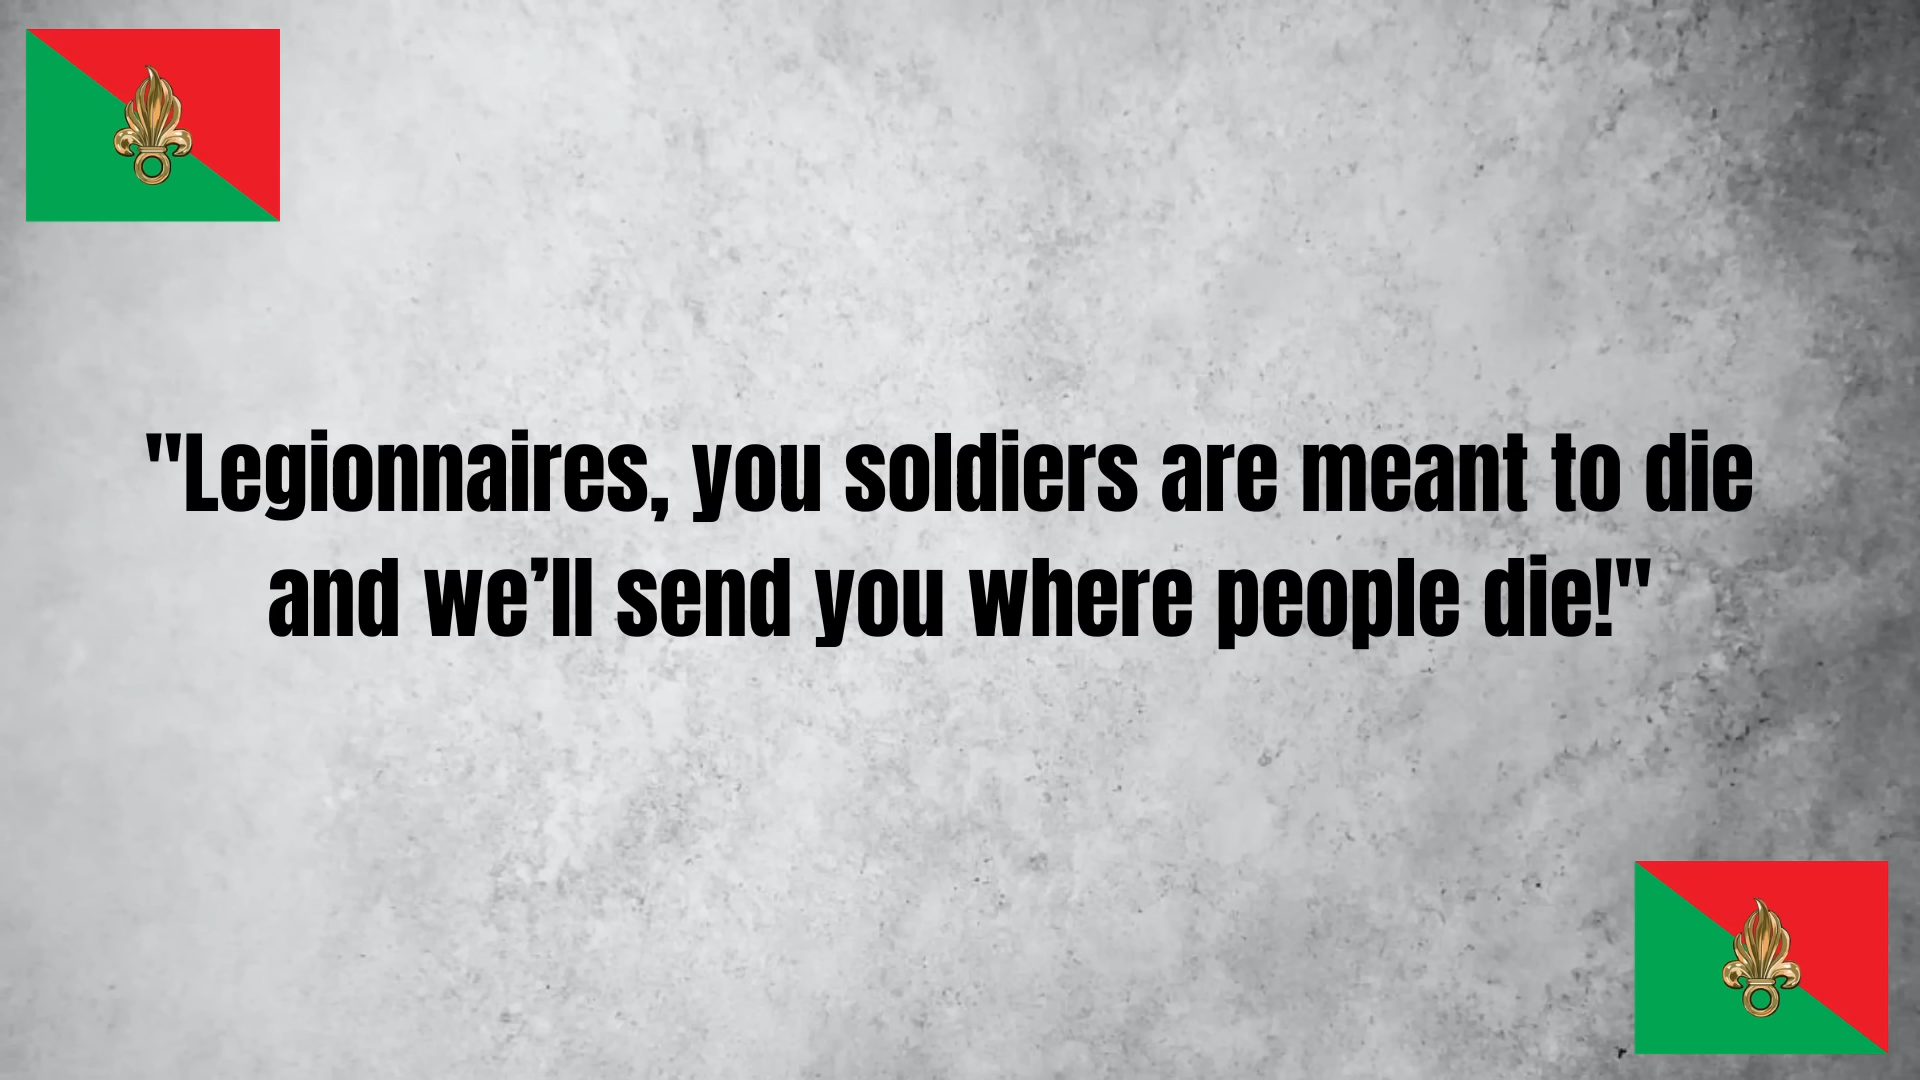 "Legionnaires, you soldiers are meant to die
and we’ll send you where people die!"